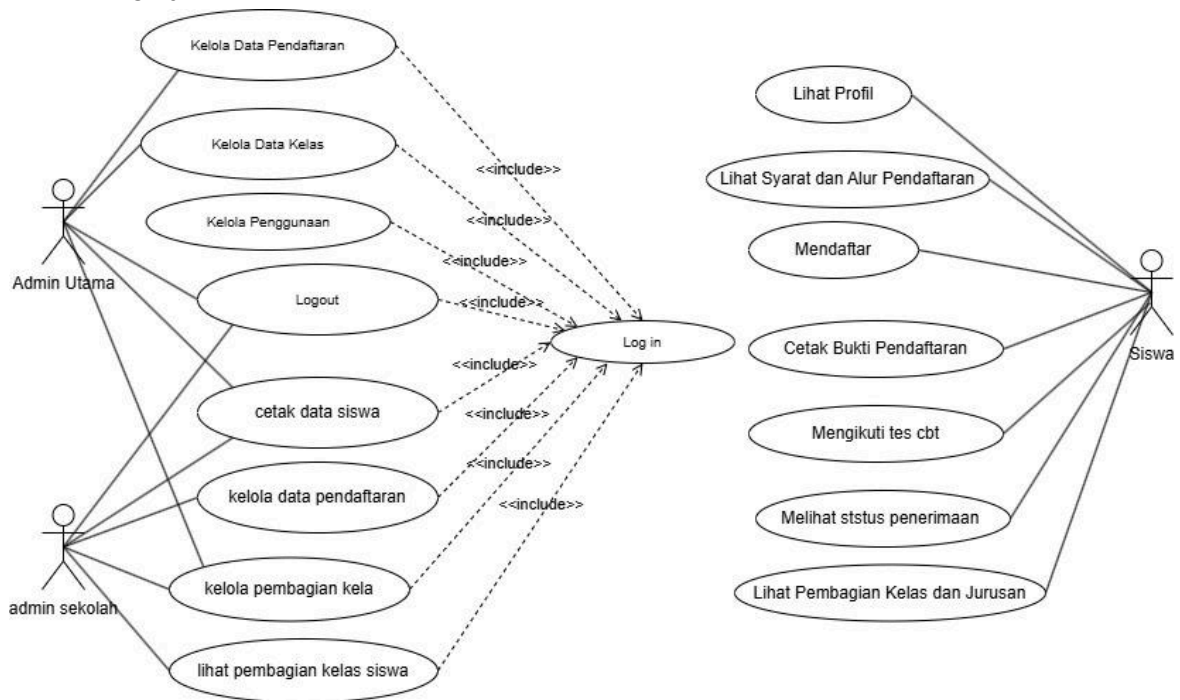 Kelola Data Pendaftaran
Kelola Data Kelas
<<include>>
Kelola Penggunaan
<<include>>
<<include>>
Admin Utama
Logout
<<include>>
Log in
<<include>>
cetak data siswa
<<include>>
kelola data pendaftaran
<<include>>
<<include>>
kelola pembagian kela
admin sekolah
lihat pembagian kelas siswa
Lihat Profil
Lihat Syarat dan Alur Pendaftaran
Mendaftar
Cetak Bukti Pendaftaran
Siswa
Mengikuti tes cbt
Melihat ststus penerimaan
Lihat Pembagian Kelas dan Jurusan